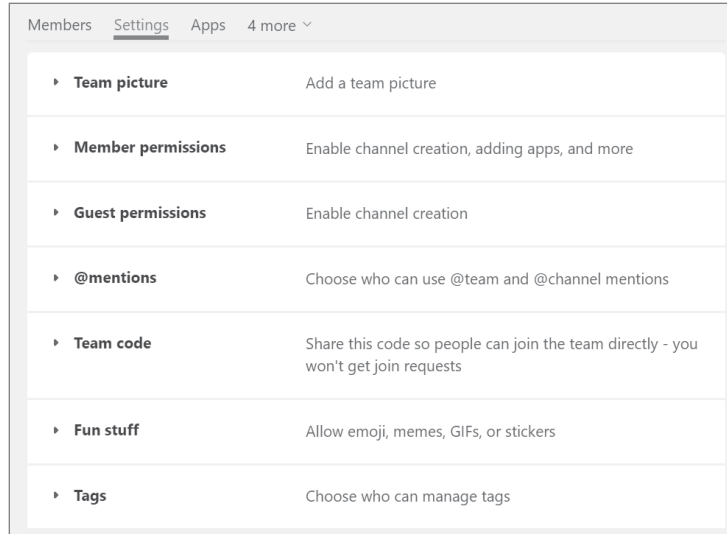 Members Settings Apps 4 more
Team picture Add a team picture
Member permissions Enable channel creation, adding apps, and more
Guest permissions Enable channel creation
@mentions Choose who can use @team and @channel mentions
Team code Share this code so people can join the team directly - you
won't get join requests
Fun stuff Allow emoji, memes, GIFs, or stickers
Tags Choose who can manage tags